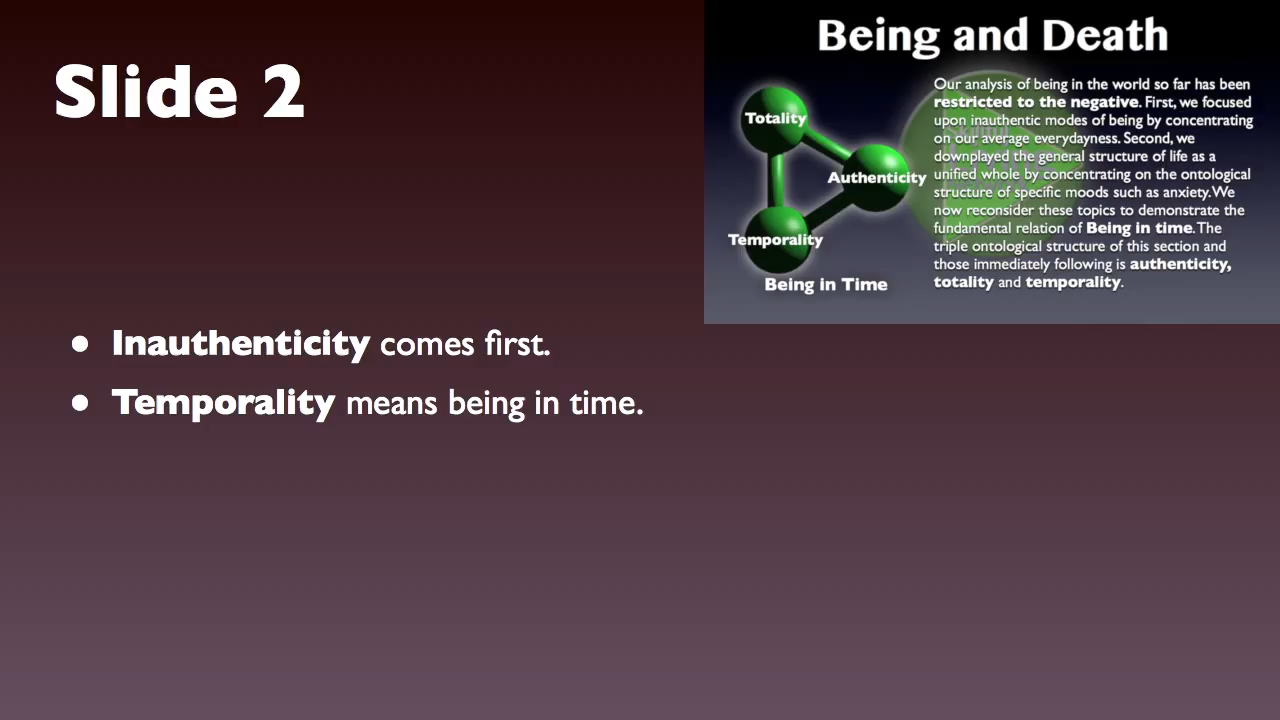 Slide 2
Being and Death
Totality
Authenticity
Temporality
Being in Time
Our analysis of being in the world so far has been
restricted to the negative. First, we focused
upon inauthentic modes of being by concentrating
on our average everydayness. Second, we
downplayed the general structure of life as a
unified whole by concentrating on the ontological
structure of specific moods such as anxiety. We
now reconsider these topics to demonstrate the
fundamental relation of Being in time. The
triple ontological structure of this section and
those immediately following is authenticity,
totality and temporality.
● Inauthenticity comes first.
● Temporality means being in time.